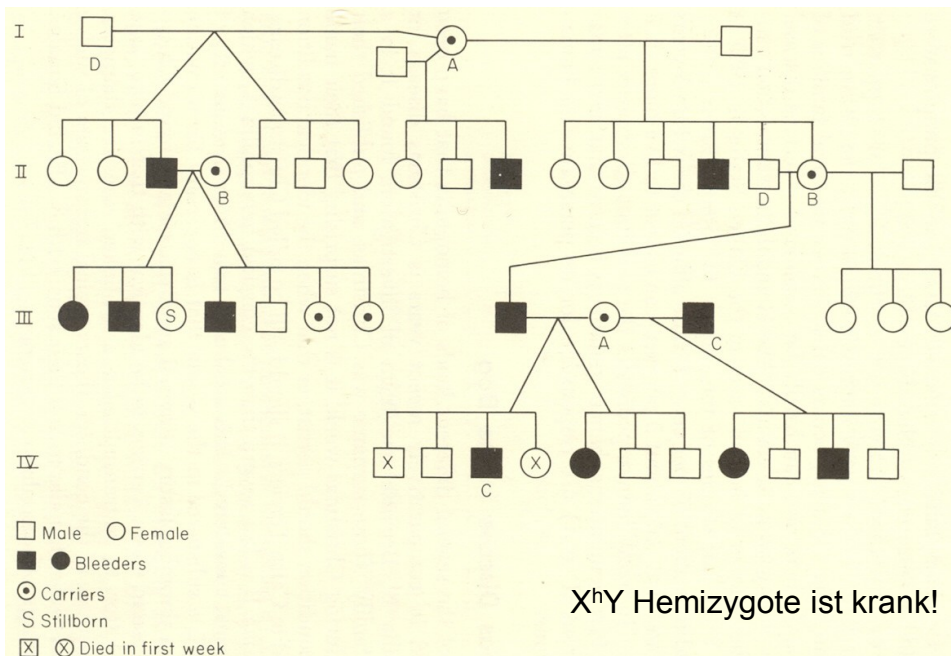 I
D
A
II
B
D
B
III
S
A
C
IV
X
X
C
Male Female
Bleeders
Carriers
S Stillborn
X X Died in first week
XʰY Hemizygote ist krank!